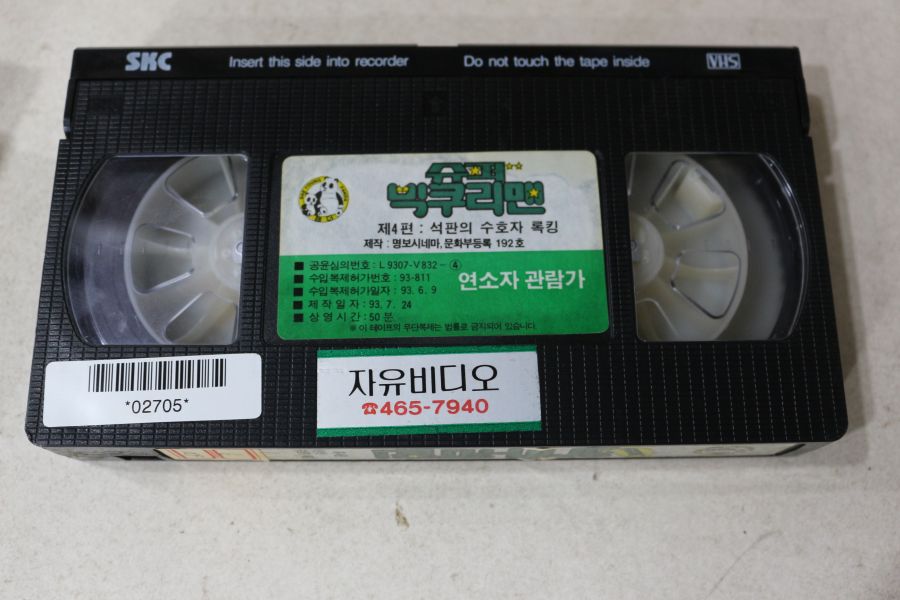 SKC Insert this side into recorder Do not touch the tape inside VHS
슈퍼
빅쿠리맨
제4편 : 석판의 수호자 록킹
제작 : 명보시네마, 문화부등록 192호
■ 공윤심의번호 : L9307-V832-④
■ 수입복제허가번호 : 93-811
■ 수입복제허가일자 : 93. 6. 9
■ 제작일자 : 93. 7. 24
■ 상영시간 : 50분
연소자 관람가
※ 이 테이프의 무단복제는 법률로 금지되어 있습니다.
*02705*
자유비디오
☎465-7940